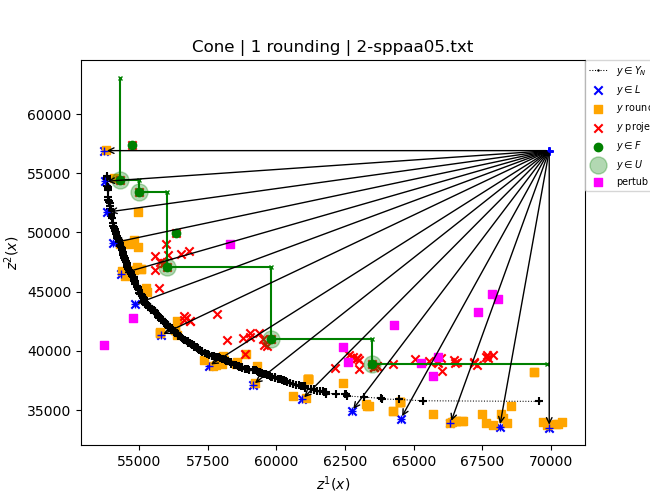 Cone | 1 rounding | 2-sppaa05.txt
z²(x)
60000
55000
50000
45000
40000
35000
55000
57500
60000
62500
65000
67500
70000
z¹(x)
y ∈ Y_N
y ∈ L
y roun
y proje
y ∈ F
y ∈ U
pertub